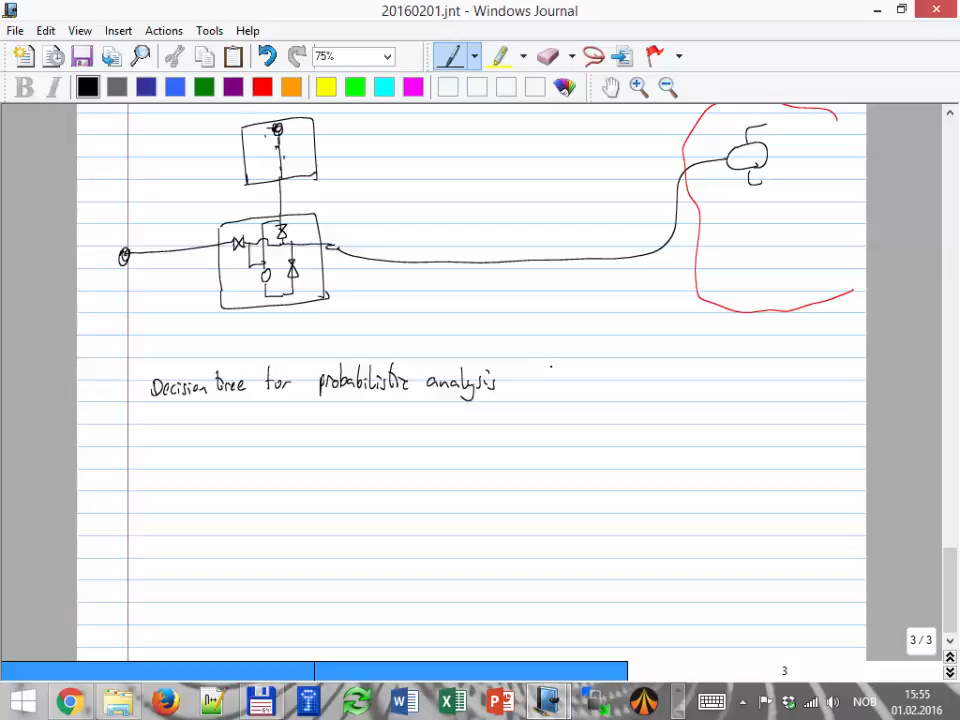 20160201.jnt - Windows Journal
File Edit View Insert Actions Tools Help
75%
B I
Decision tree for probabilistic analysis
3 / 3
3
NOB
15:55
01.02.2016